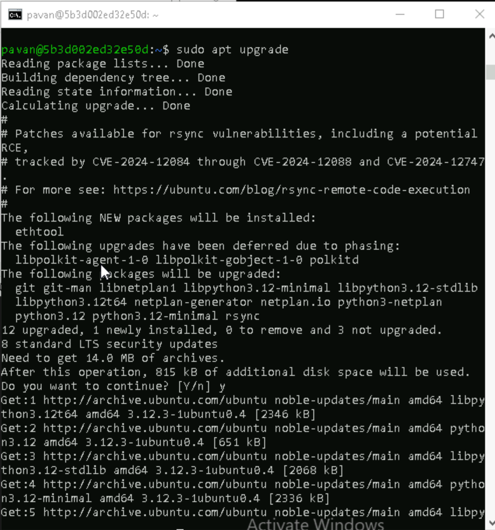 pavan@5b3d002ed32e50d: ~
pavan@5b3d002ed32e50d:~$ sudo apt upgrade
Reading package lists... Done
Building dependency tree... Done
Reading state information... Done
Calculating upgrade... Done
#
# Patches available for rsync vulnerabilities, including a potential
RCE,
# tracked by CVE-2024-12084 through CVE-2024-12088 and CVE-2024-12747
.
# For more see: https://ubuntu.com/blog/rsync-remote-code-execution
#
The following NEW packages will be installed:
  ethtool
The following upgrades have been deferred due to phasing:
  libpolkit-agent-1-0 libpolkit-gobject-1-0 polkitd
The following packages will be upgraded:
  git git-man libnetplan1 libpython3.12-minimal libpython3.12-stdlib
  libpython3.12t64 netplan-generator netplan.io python3-netplan
  python3.12 python3.12-minimal rsync
12 upgraded, 1 newly installed, 0 to remove and 3 not upgraded.
8 standard LTS security updates
Need to get 14.0 MB of archives.
After this operation, 815 kB of additional disk space will be used.
Do you want to continue? [Y/n] y
Get:1 http://archive.ubuntu.com/ubuntu noble-updates/main amd64 libpy
thon3.12t64 amd64 3.12.3-1ubuntu0.4 [2346 kB]
Get:2 http://archive.ubuntu.com/ubuntu noble-updates/main amd64 pytho
n3.12 amd64 3.12.3-1ubuntu0.4 [651 kB]
Get:3 http://archive.ubuntu.com/ubuntu noble-updates/main amd64 libpy
thon3.12-stdlib amd64 3.12.3-1ubuntu0.4 [2068 kB]
Get:4 http://archive.ubuntu.com/ubuntu noble-updates/main amd64 pytho
n3.12-minimal amd64 3.12.3-1ubuntu0.4 [2336 kB]
Get:5 http://archive.ubuntu.com/ubuntu noble-updates/main amd64 libpy
Activate Windows